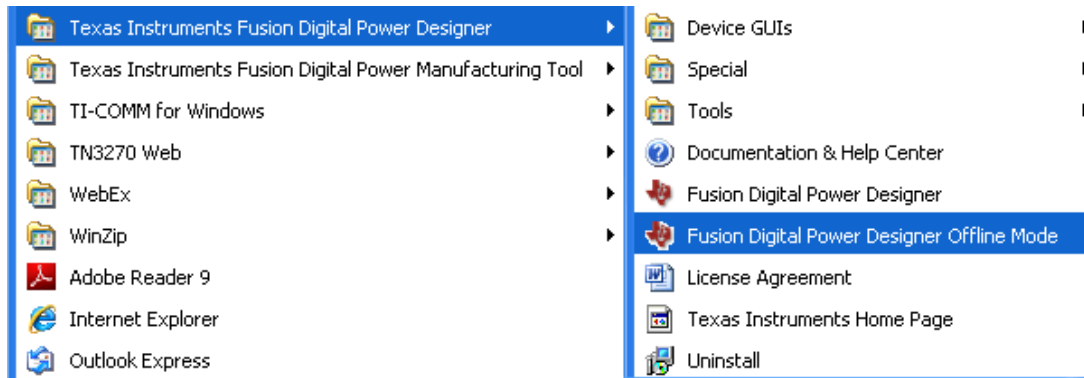 Texas Instruments Fusion Digital Power Designer
Texas Instruments Fusion Digital Power Manufacturing Tool
TI-COMM for Windows
TN3270 Web
WebEx
WinZip
Adobe Reader 9
Internet Explorer
Outlook Express
Device GUIs
Special
Tools
Documentation & Help Center
Fusion Digital Power Designer
Fusion Digital Power Designer Offline Mode
License Agreement
Texas Instruments Home Page
Uninstall